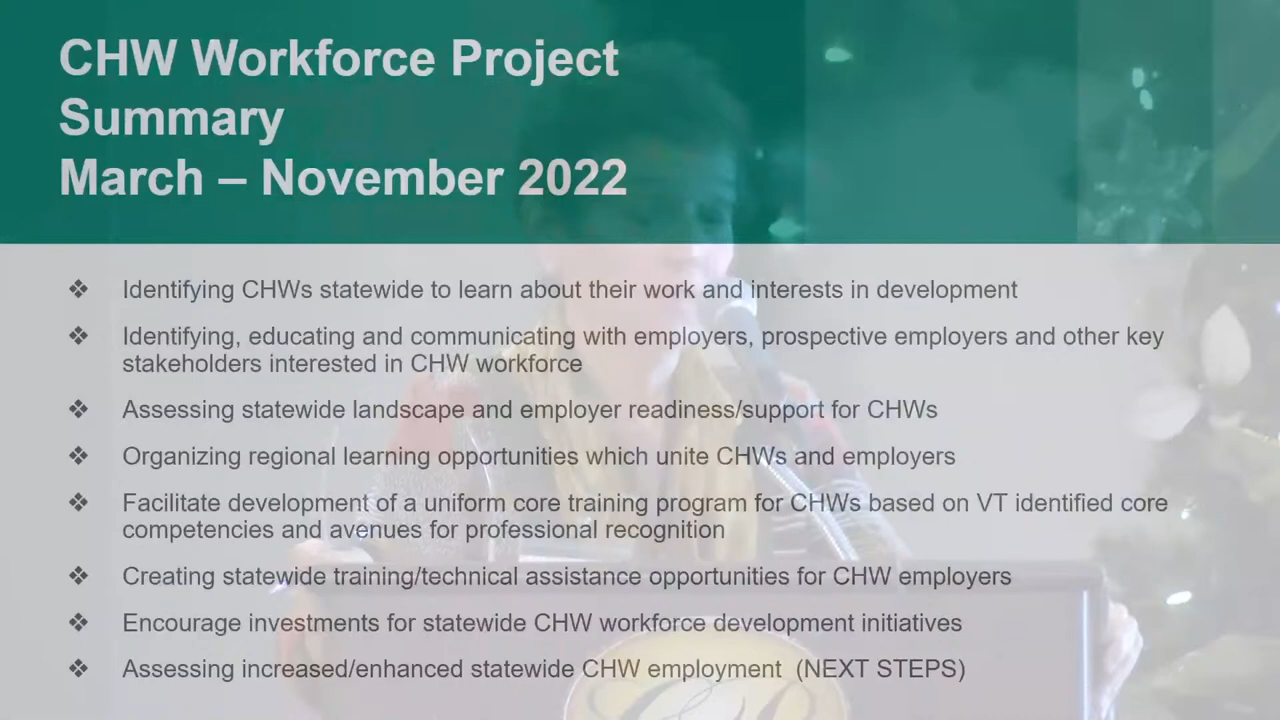 CHW Workforce Project
Summary
March – November 2022
❖ Identifying CHWs statewide to learn about their work and interests in development
❖ Identifying, educating and communicating with employers, prospective employers and other key
stakeholders interested in CHW workforce
❖ Assessing statewide landscape and employer readiness/support for CHWs
❖ Organizing regional learning opportunities which unite CHWs and employers
❖ Facilitate development of a uniform core training program for CHWs based on VT identified core
competencies and avenues for professional recognition
❖ Creating statewide training/technical assistance opportunities for CHW employers
❖ Encourage investments for statewide CHW workforce development initiatives
❖ Assessing increased/enhanced statewide CHW employment  (NEXT STEPS)